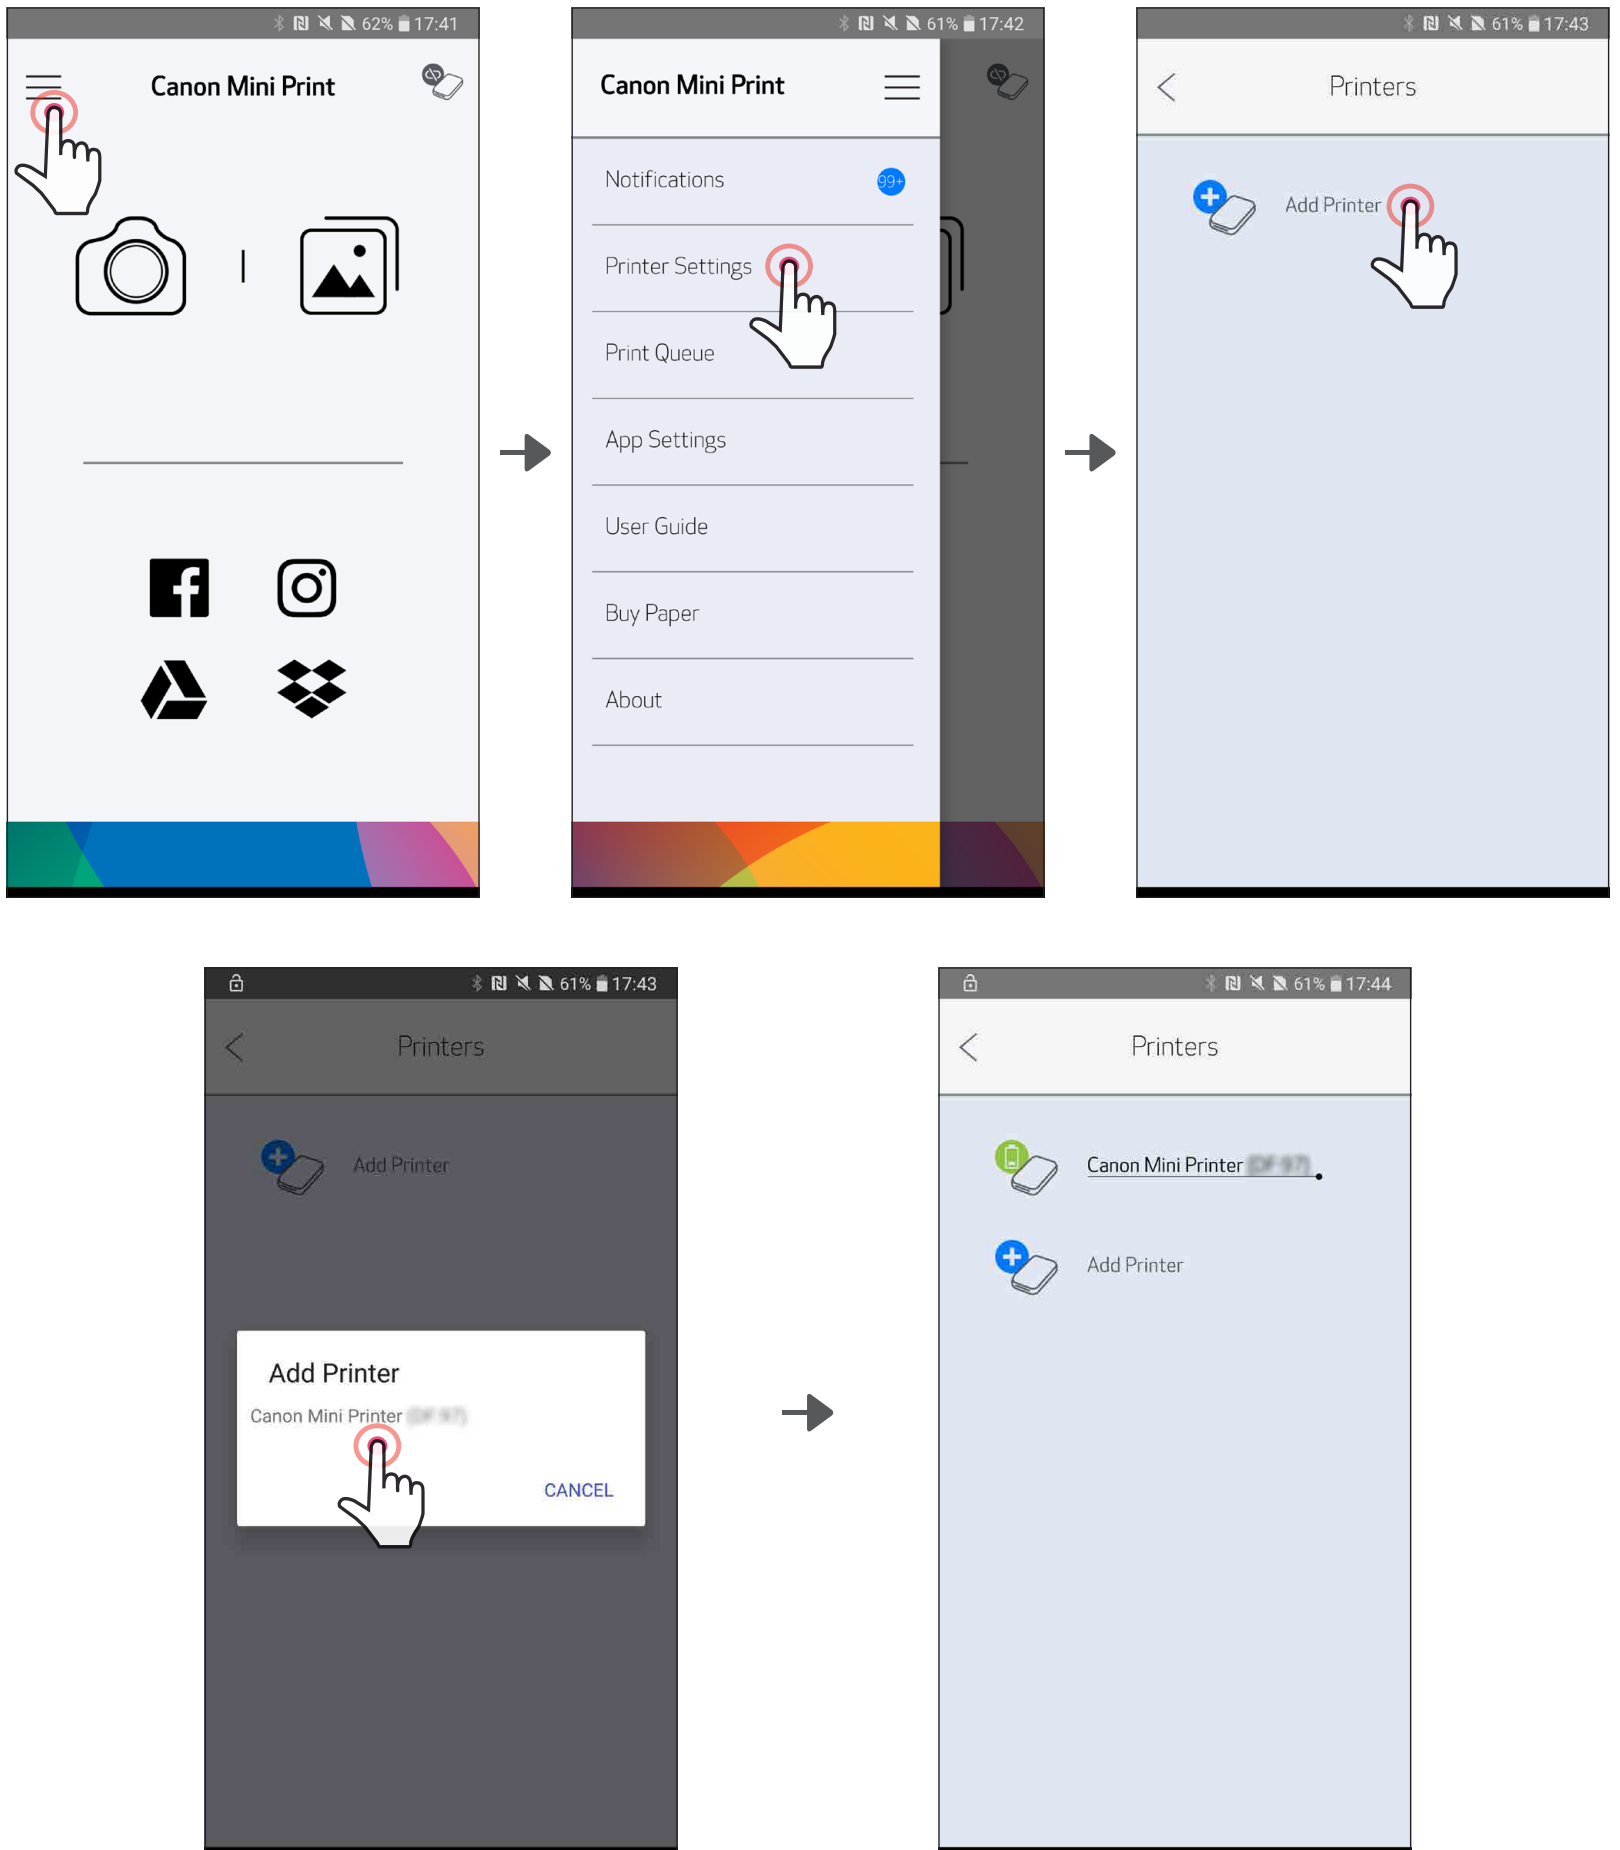 62% 17:41
Canon Mini Print
61% 17:42
Canon Mini Print
Notifications
99+
Printer Settings
Print Queue
App Settings
User Guide
Buy Paper
About
61% 17:43
Printers
Add Printer
61% 17:43
Printers
Add Printer
Add Printer
Canon Mini Printer
CANCEL
61% 17:44
Printers
Canon Mini Printer
Add Printer